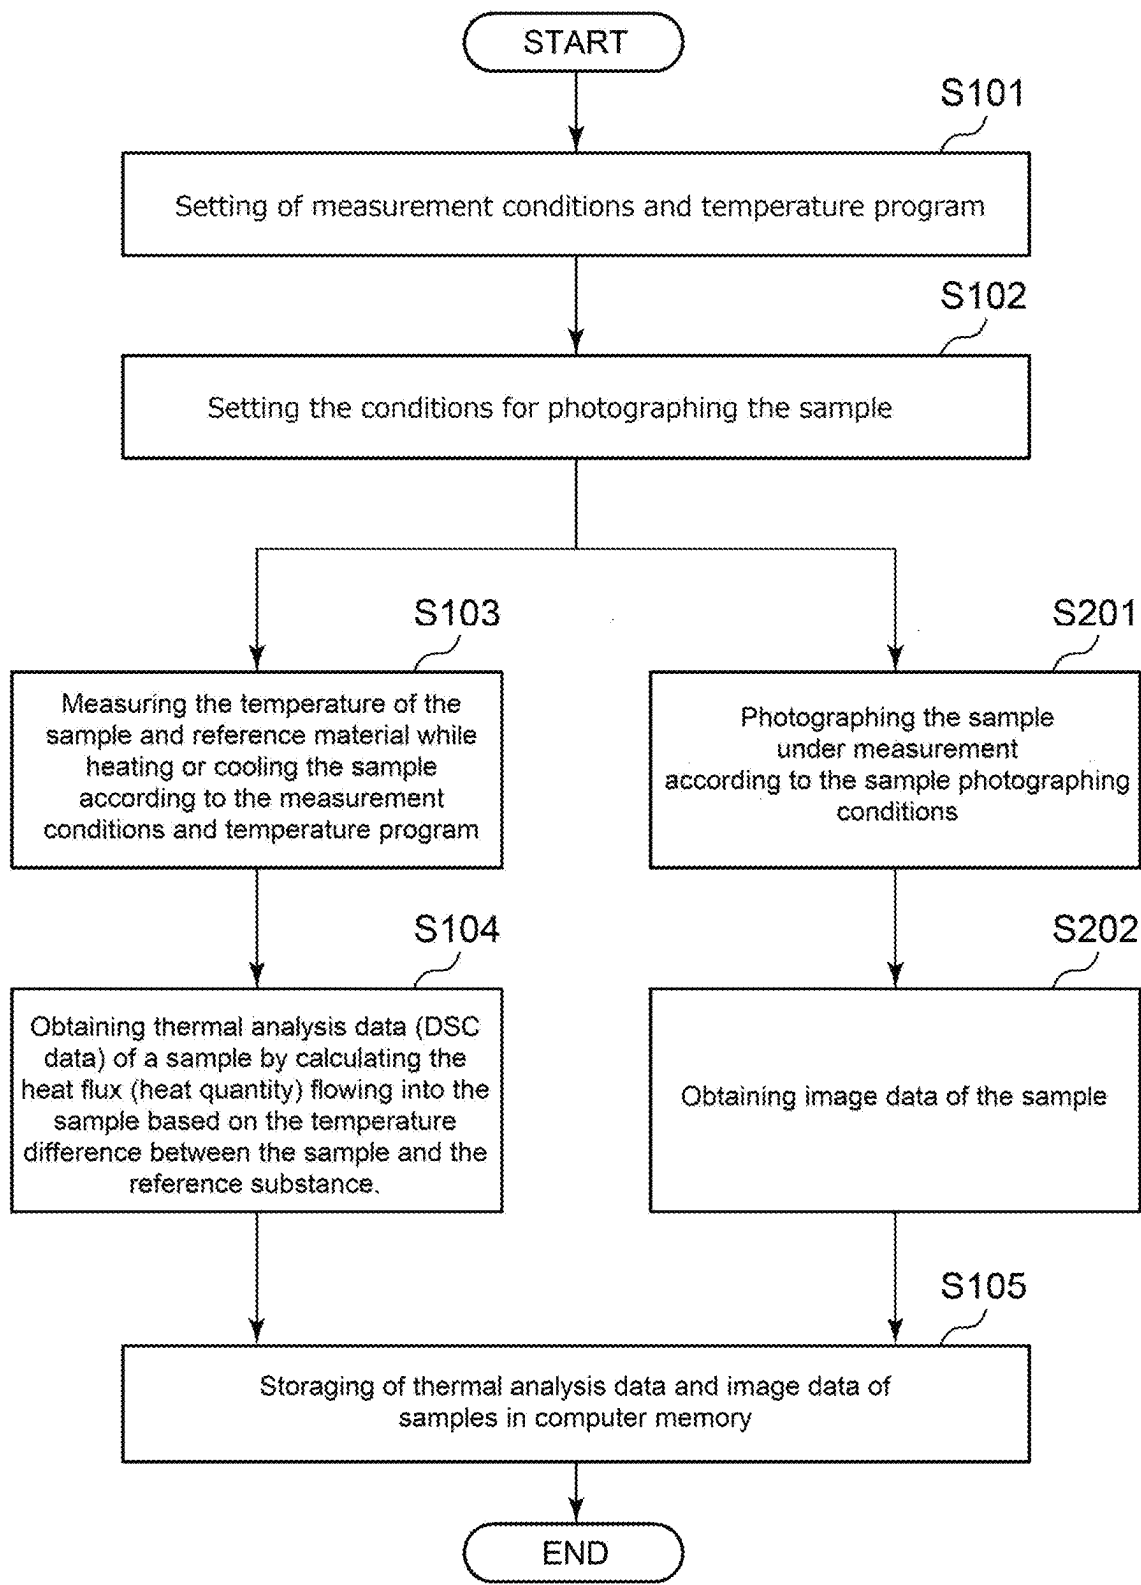 START
S101
Setting of measurement conditions and temperature program
S102
Setting the conditions for photographing the sample
S103
Measuring the temperature of the
sample and reference material while
heating or cooling the sample
according to the measurement
conditions and temperature program
S201
Photographing the sample
under measurement
according to the sample photographing
conditions
S104
Obtaining thermal analysis data (DSC
data) of a sample by calculating the
heat flux (heat quantity) flowing into the
sample based on the temperature
difference between the sample and the
reference substance.
S202
Obtaining image data of the sample
S105
Storaging of thermal analysis data and image data of
samples in computer memory
END